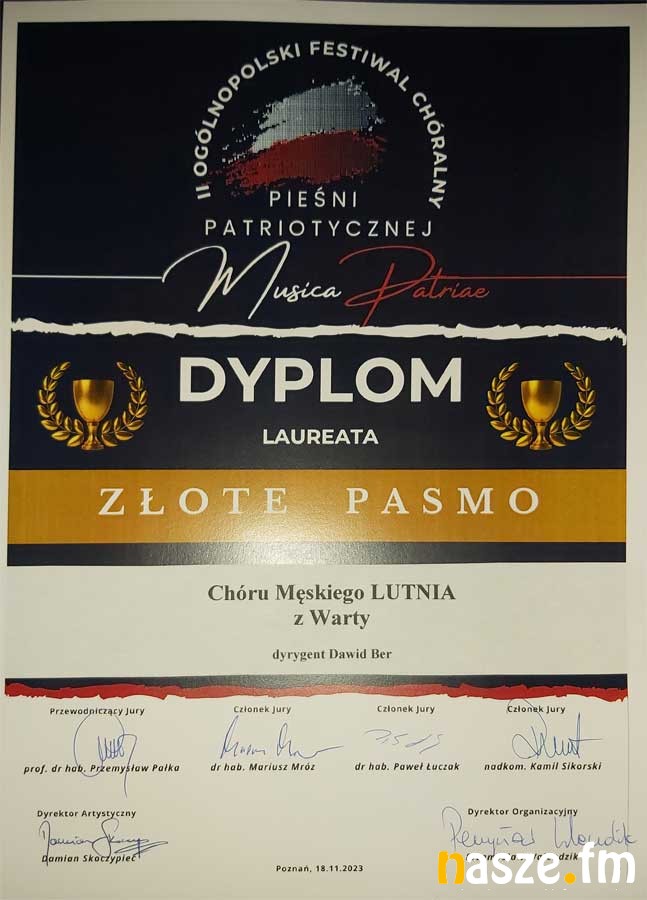 II OGÓLNOPOLSKI FESTIWAL CHÓRALNY
PIEŚNI
PATRIOTYCZNEJ
Musica Patriae
DYPLOM
LAUREATA
ZŁOTE PASMO
Chóru Męskiego LUTNIA
z Warty
dyrygent Dawid Ber
Przewodniczący Jury
Członek Jury
Członek Jury
Członek Jury
prof. dr hab. Przemysław Pałka
dr hab. Mariusz Mróz
dr hab. Paweł Łuczak
nadkom. Kamil Sikorski
Dyrektor Artystyczny
Dyrektor Organizacyjny
Damian Skoczypiec
Poznań, 18.11.2023
nasze.fm